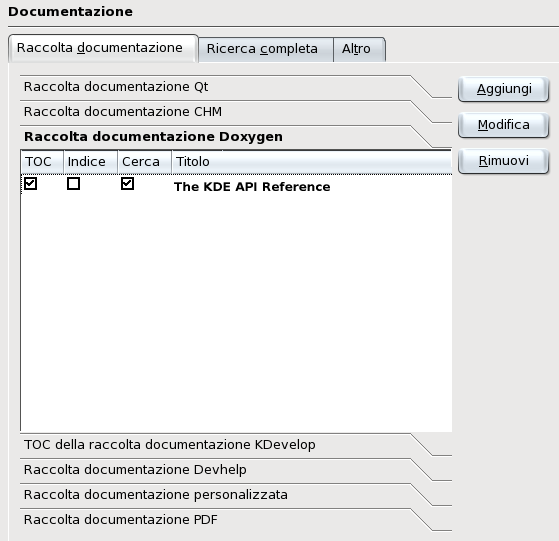 Documentazione
Raccolta documentazione Ricerca completa Altro
Raccolta documentazione Qt
Aggiungi
Raccolta documentazione CHM
Modifica
Raccolta documentazione Doxygen
TOC Indice Cerca Titolo
Rimuovi
The KDE API Reference
TOC della raccolta documentazione KDevelop
Raccolta documentazione Devhelp
Raccolta documentazione personalizzata
Raccolta documentazione PDF